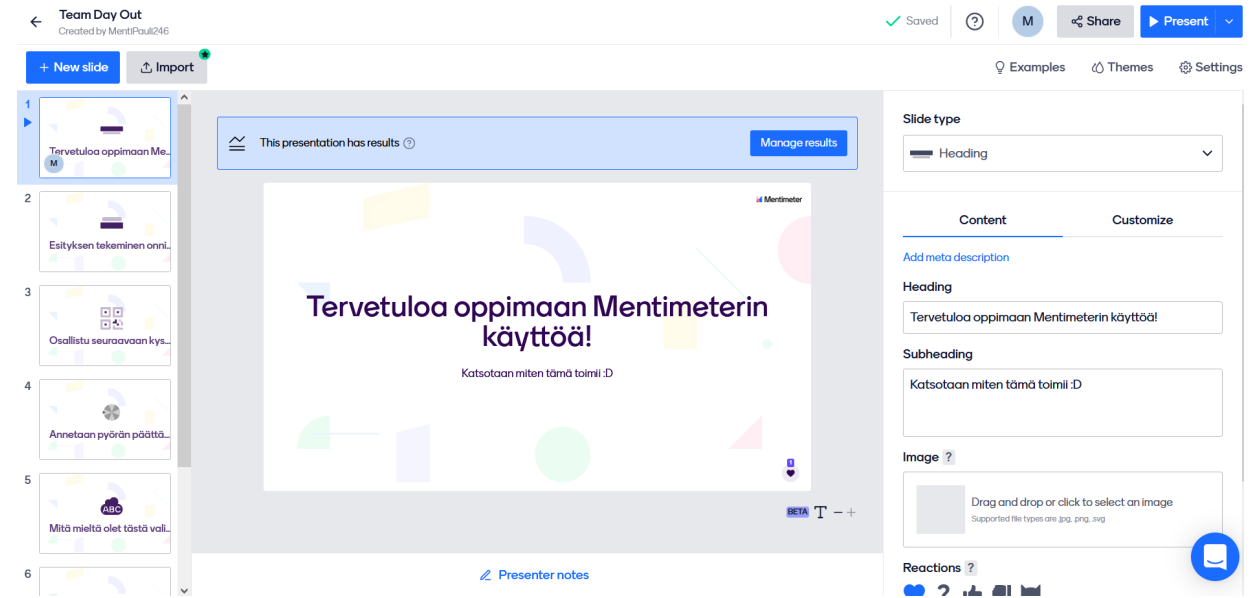 Team Day Out
Created by MentiPauli246
Saved
M
Share
Present
+ New slide
Import
Examples
Themes
Settings
1
Tervetuloa oppimaan Me...
M
2
Esityksen tekeminen onni...
3
Osallistu seuraavaan kys...
4
Annetaan pyörän päättä...
5
ABC
Mitä mieltä olet tästä vali...
6
This presentation has results
Manage results
Mentimeter
Tervetuloa oppimaan Mentimeterin
käyttöä!
Katsotaan miten tämä toimii :D
1
BETA T − +
Presenter notes
Slide type
Heading
Content
Customize
Add meta description
Heading
Tervetuloa oppimaan Mentimeterin käyttöä!
Subheading
Katsotaan miten tämä toimii :D
Image ?
Drag and drop or click to select an image
Supported file types are .jpg, .png, .svg
Reactions ?
?